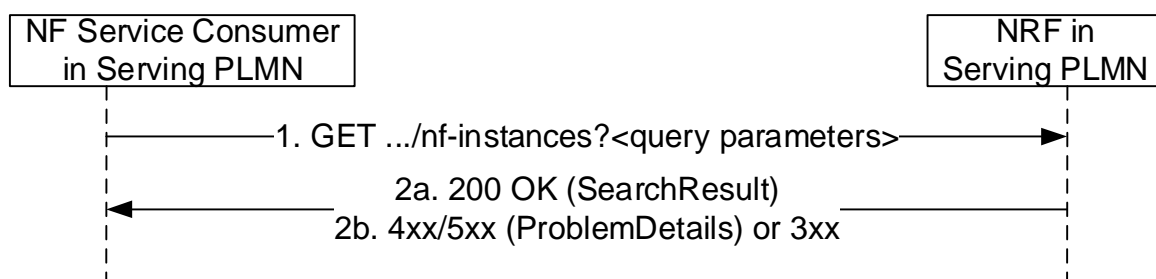 NF Service Consumer
in Serving PLMN
NRF in
Serving PLMN
1. GET .../nf-instances?<query parameters>
2a. 200 OK (SearchResult)
2b. 4xx/5xx (ProblemDetails) or 3xx